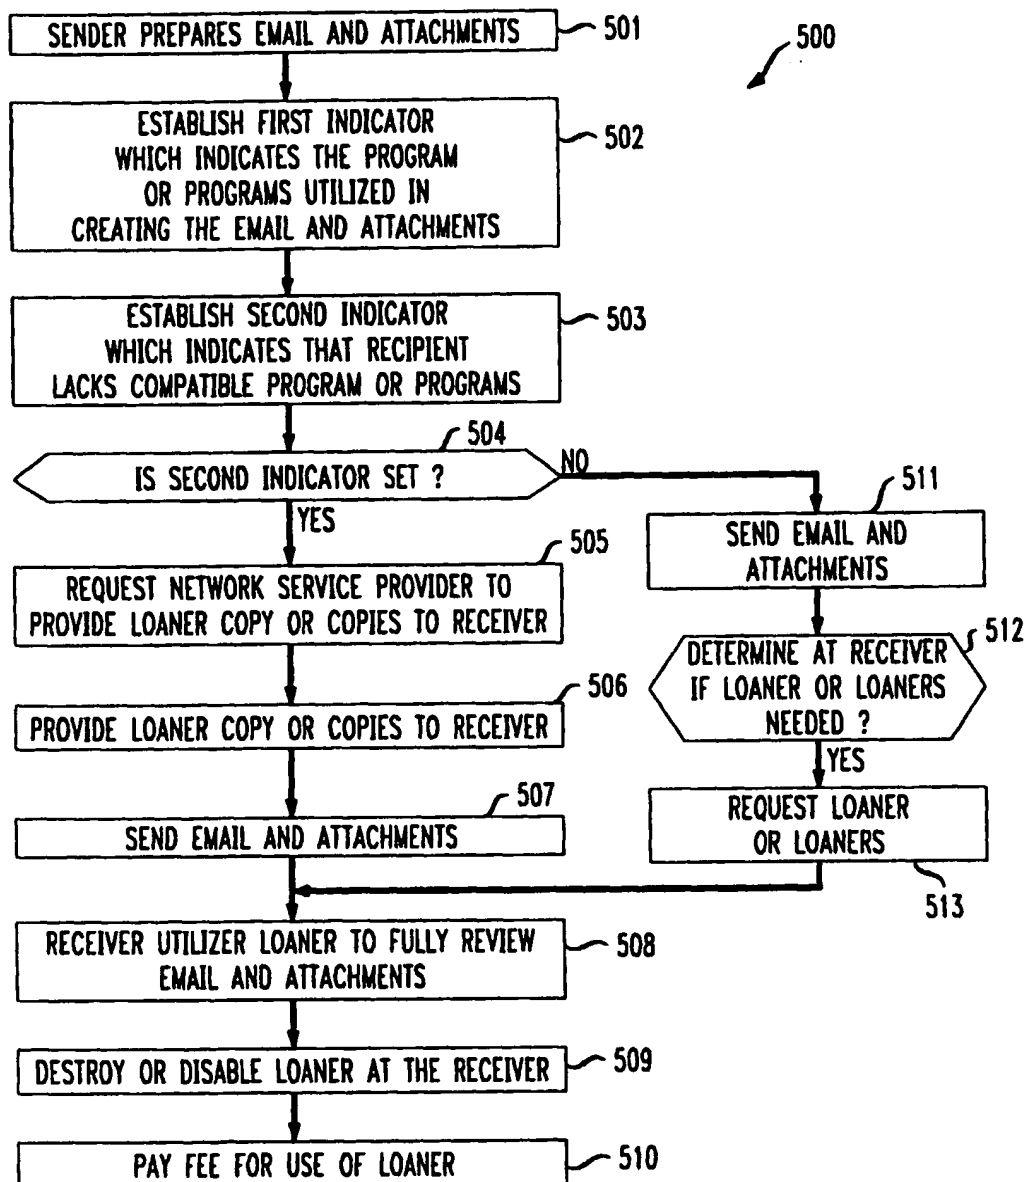 SENDER PREPARES EMAIL AND ATTACHMENTS
501
500
ESTABLISH FIRST INDICATOR
WHICH INDICATES THE PROGRAM
OR PROGRAMS UTILIZED IN
CREATING THE EMAIL AND ATTACHMENTS
502
ESTABLISH SECOND INDICATOR
WHICH INDICATES THAT RECIPIENT
LACKS COMPATIBLE PROGRAM OR PROGRAMS
503
504
IS SECOND INDICATOR SET ?
NO
YES
511
SEND EMAIL AND
ATTACHMENTS
505
REQUEST NETWORK SERVICE PROVIDER TO
PROVIDE LOANER COPY OR COPIES TO RECEIVER
512
DETERMINE AT RECEIVER
IF LOANER OR LOANERS
NEEDED ?
506
PROVIDE LOANER COPY OR COPIES TO RECEIVER
YES
507
SEND EMAIL AND ATTACHMENTS
REQUEST LOANER
OR LOANERS
513
RECEIVER UTILIZER LOANER TO FULLY REVIEW
EMAIL AND ATTACHMENTS
508
DESTROY OR DISABLE LOANER AT THE RECEIVER
509
PAY FEE FOR USE OF LOANER
510